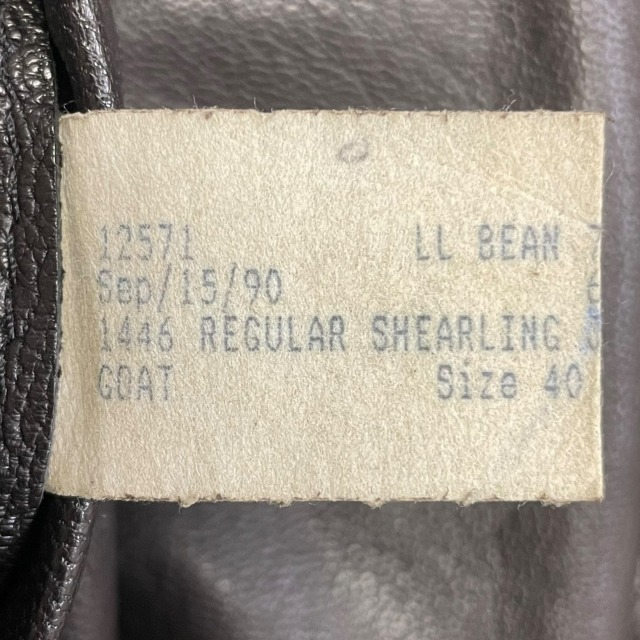 12571 LL BEAN
Sep/15/90
1446 REGULAR SHEARLING
GOAT Size 40